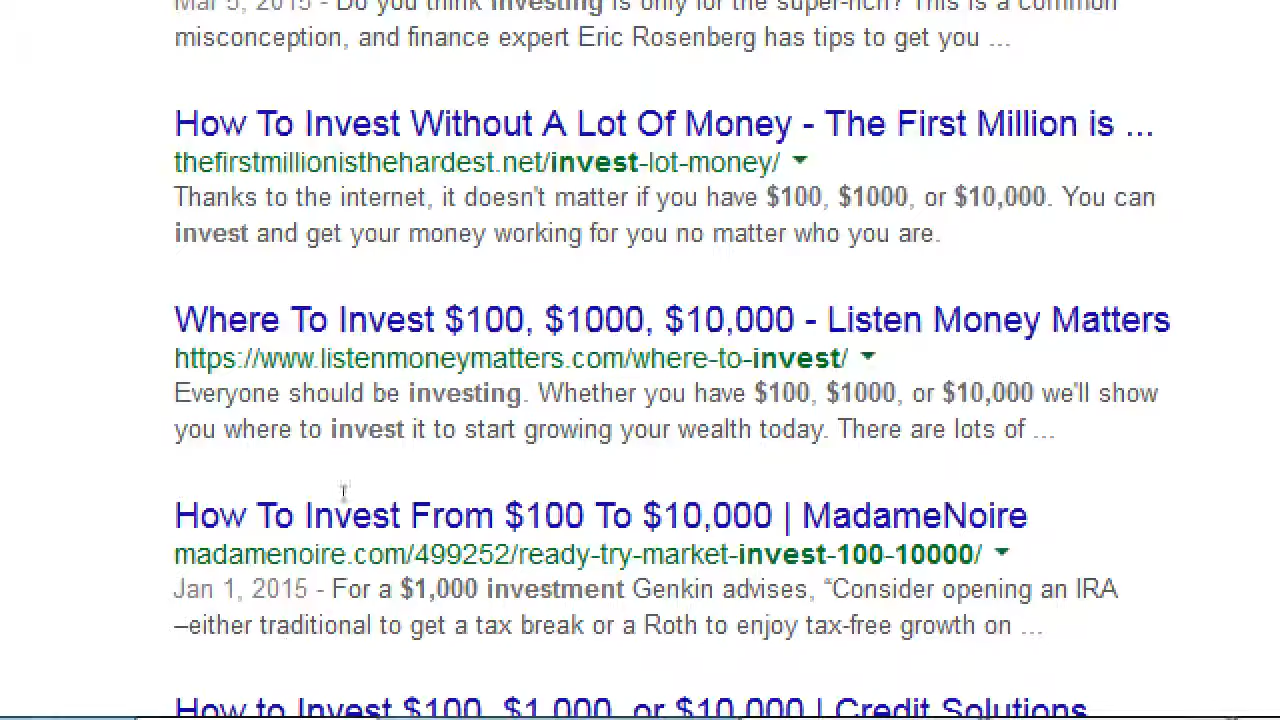 Mar 5, 2015 - Do you think investing is only for the super-rich? This is a common
misconception, and finance expert Eric Rosenberg has tips to get you ...
How To Invest Without A Lot Of Money - The First Million is ...
thefirstmillionisthehardest.net/invest-lot-money/
Thanks to the internet, it doesn't matter if you have $100, $1000, or $10,000. You can
invest and get your money working for you no matter who you are.
Where To Invest $100, $1000, $10,000 - Listen Money Matters
https://www.listenmoneymatters.com/where-to-invest/
Everyone should be investing. Whether you have $100, $1000, or $10,000 we'll show
you where to invest it to start growing your wealth today. There are lots of ...
How To Invest From $100 To $10,000 | MadameNoire
madamenoire.com/499252/ready-try-market-invest-100-10000/
Jan 1, 2015 - For a $1,000 investment Genkin advises, “Consider opening an IRA
–either traditional to get a tax break or a Roth to enjoy tax-free growth on ...
How to Invest $100, $1,000, or $10,000 | Credit Solutions